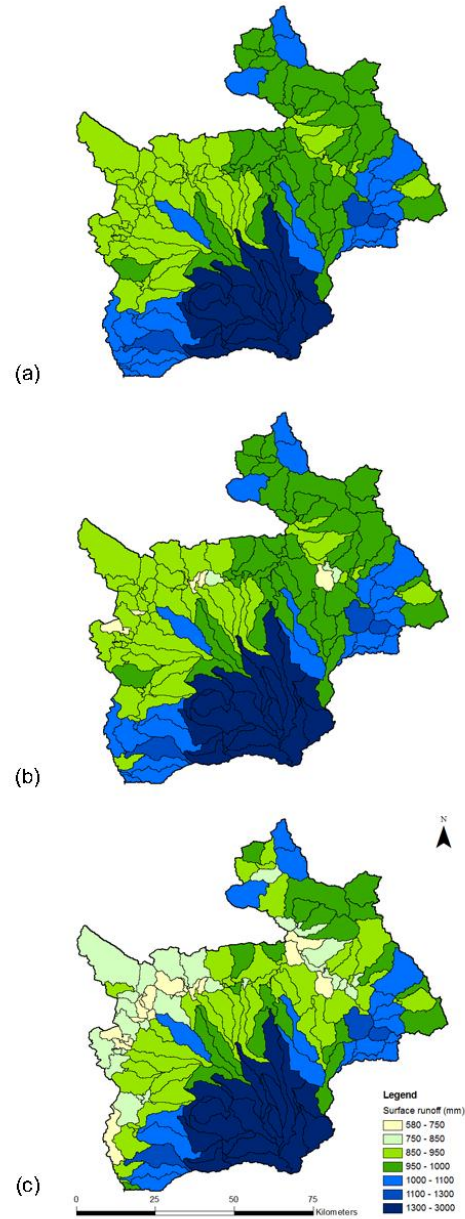 (a)
(b)
N
Legend
Surface runoff (mm)
580 - 750
750 - 850
850 - 950
950 - 1000
1000 - 1100
1100 - 1300
1300 - 3000
(c)
0 25 50 75
Kilometers